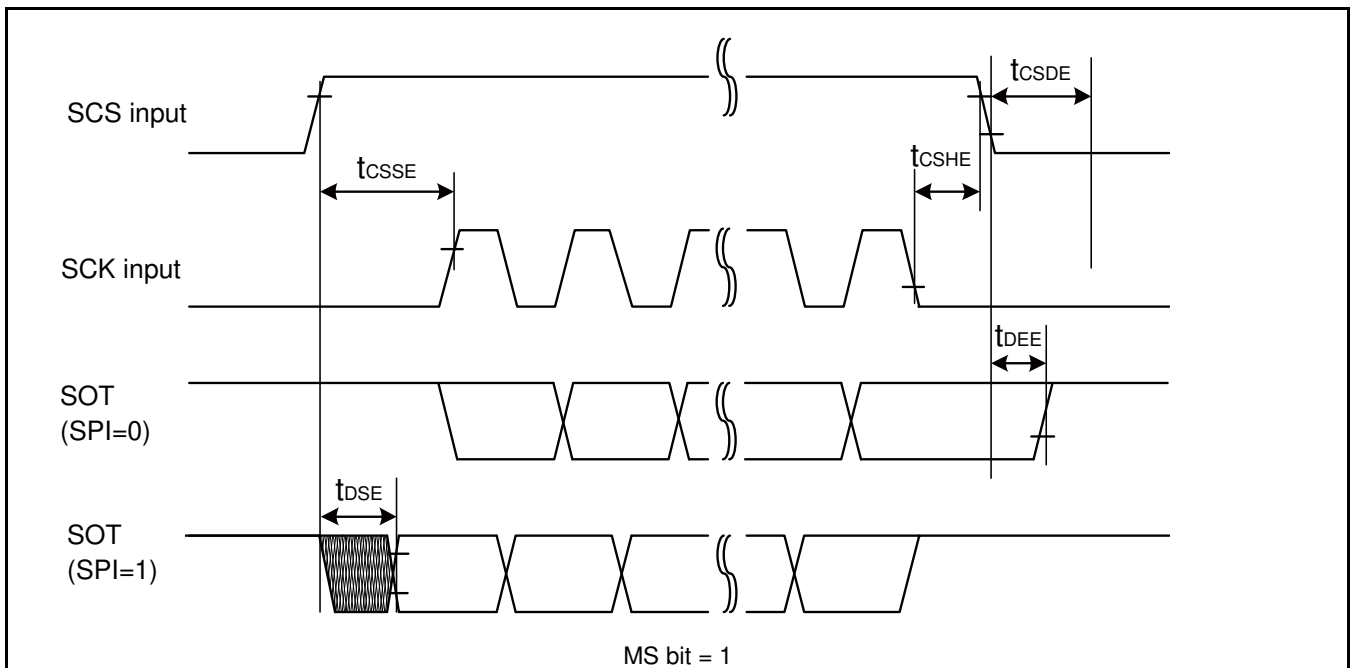 tCSDE
SCS input
tCSHE
tCSSE
SCK input
tDEE
SOT
(SPI=0)
tDSE
SOT
(SPI=1)
MS bit = 1